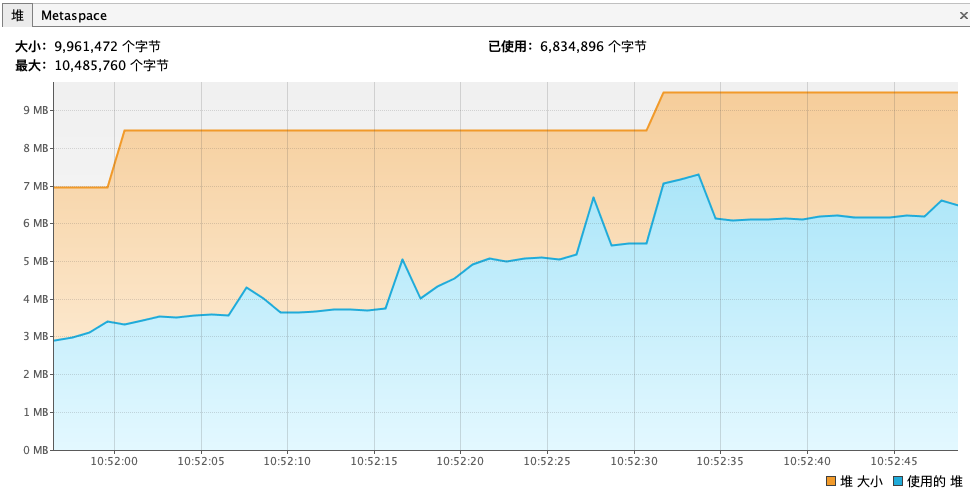 堆 Metaspace ×
大小: 9,961,472 个字节 已使用: 6,834,896 个字节
最大: 10,485,760 个字节
9 MB
8 MB
7 MB
6 MB
5 MB
4 MB
3 MB
2 MB
1 MB
0 MB
10:52:00 10:52:05 10:52:10 10:52:15 10:52:20 10:52:25 10:52:30 10:52:35 10:52:40 10:52:45
堆 大小 使用的 堆